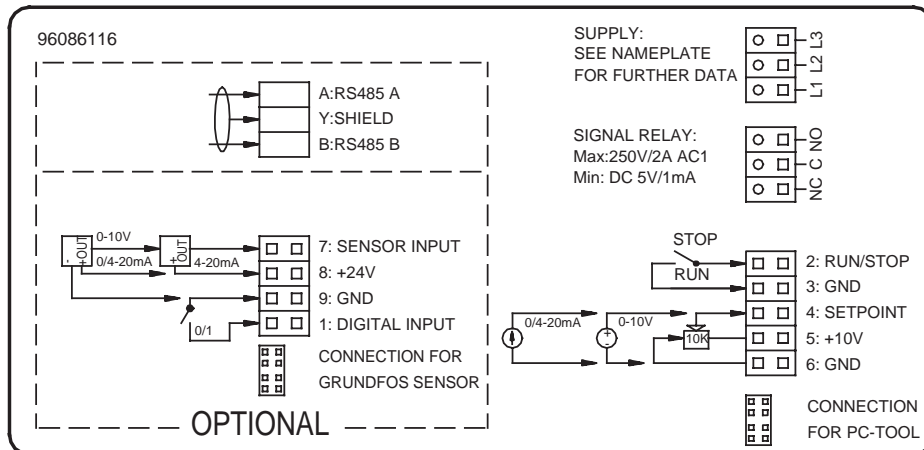 96086116
A:RS485 A
Y:SHIELD
B:RS485 B
SUPPLY:
SEE NAMEPLATE
FOR FURTHER DATA
L3
L2
L1
SIGNAL RELAY:
Max:250V/2A AC1
Min: DC 5V/1mA
NO
C
NC
- +OUT
0-10V
0/4-20mA
+OUT
4-20mA
7: SENSOR INPUT
8: +24V
9: GND
1: DIGITAL INPUT
0/1
CONNECTION FOR
GRUNDFOS SENSOR
OPTIONAL
STOP
RUN
2: RUN/STOP
3: GND
4: SETPOINT
5: +10V
6: GND
0/4-20mA
0-10V
+
-
10K
CONNECTION
FOR PC-TOOL